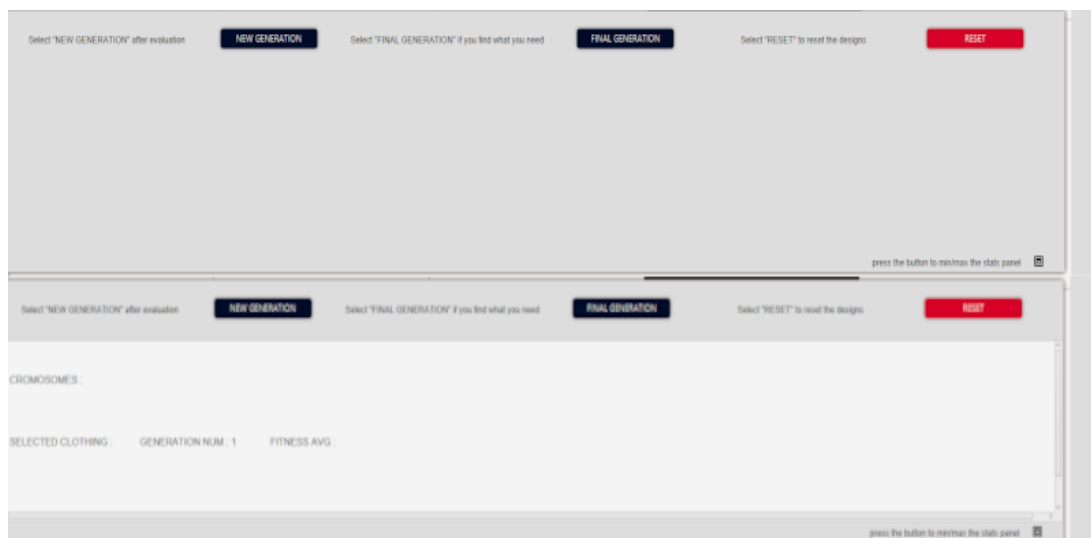 Select "NEW GENERATION" after evaluation NEW GENERATION Select "FINAL GENERATION" if you find what you need FINAL GENERATION Select "RESET" to reset the designs RESET
press the button to min/max the stats panel
Select "NEW GENERATION" after evaluation NEW GENERATION Select "FINAL GENERATION" if you find what you need FINAL GENERATION Select "RESET" to reset the designs RESET
CROMOSOMES :
SELECTED CLOTHING : GENERATION NUM : 1 FITNESS AVG :
press the button to min/max the stats panel